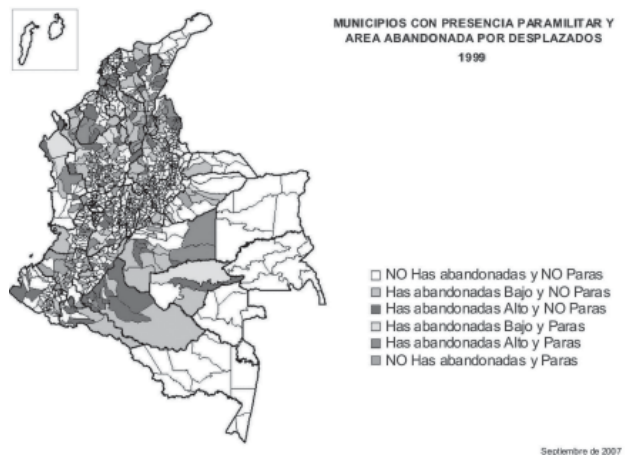 MUNICIPIOS CON PRESENCIA PARAMILITAR Y
AREA ABANDONADA POR DESPLAZADOS
1999
NO Has abandonadas y NO Paras
Has abandonadas Bajo y NO Paras
Has abandonadas Alto y NO Paras
Has abandonadas Bajo y Paras
Has abandonadas Alto y Paras
NO Has abandonadas y Paras
Septiembre de 2007